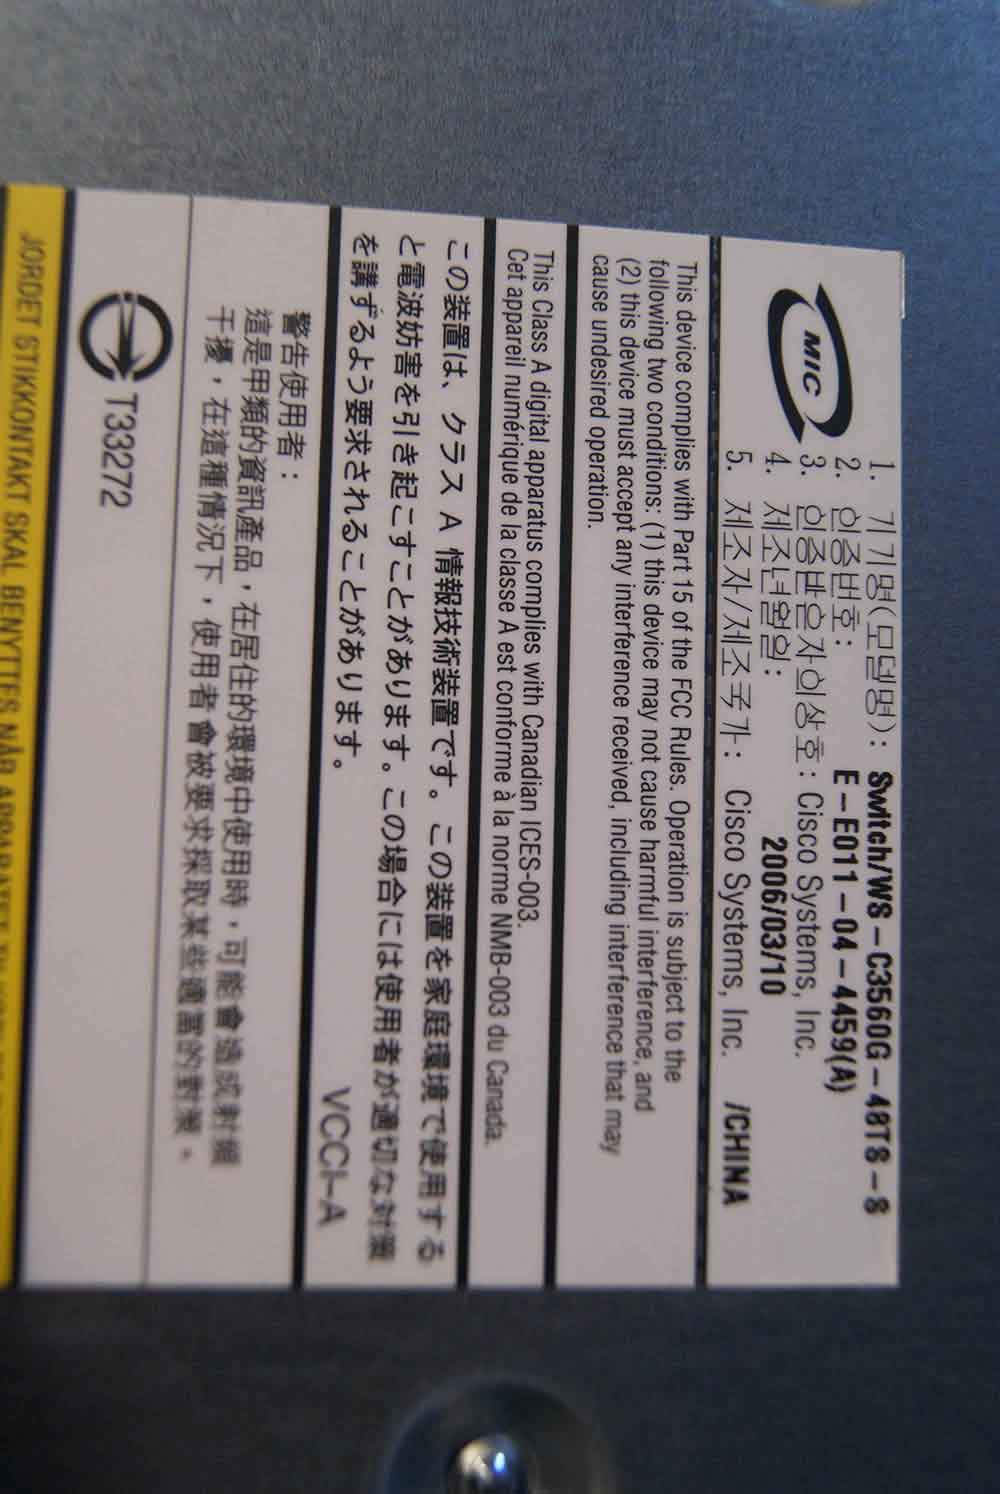 MIC
1. 기기명(모델명): Switch/WS-C3560G-48TS-S
2. 인증번호: E-E011-04-4459(A)
3. 인증받은자의상호: Cisco Systems, Inc.
4. 제조년월일: 2006/03/10
5. 제조자/제조국가: Cisco Systems, Inc. /CHINA
This device complies with Part 15 of the FCC Rules. Operation is subject to the
following two conditions: (1) this device may not cause harmful interference, and
(2) this device must accept any interference received, including interference that may
cause undesired operation.
This Class A digital apparatus complies with Canadian ICES-003.
Cet appareil numérique de la classe A est conforme à la norme NMB-003 du Canada.
この装置は、クラス A 情報技術装置です。この装置を家庭環境で使用する
と電波妨害を引き起こすことがあります。この場合には使用者が適切な対策
を講ずるよう要求されることがあります。 VCCI-A
警告使用者:
這是甲類的資訊產品,在居住的環境中使用時,可能會造成射頻
干擾,在這種情況下,使用者會被要求採取某些適當的對策。
T33272
JORDET STIKKONTAKT SKAL BENYTTES NÅR APPARATET